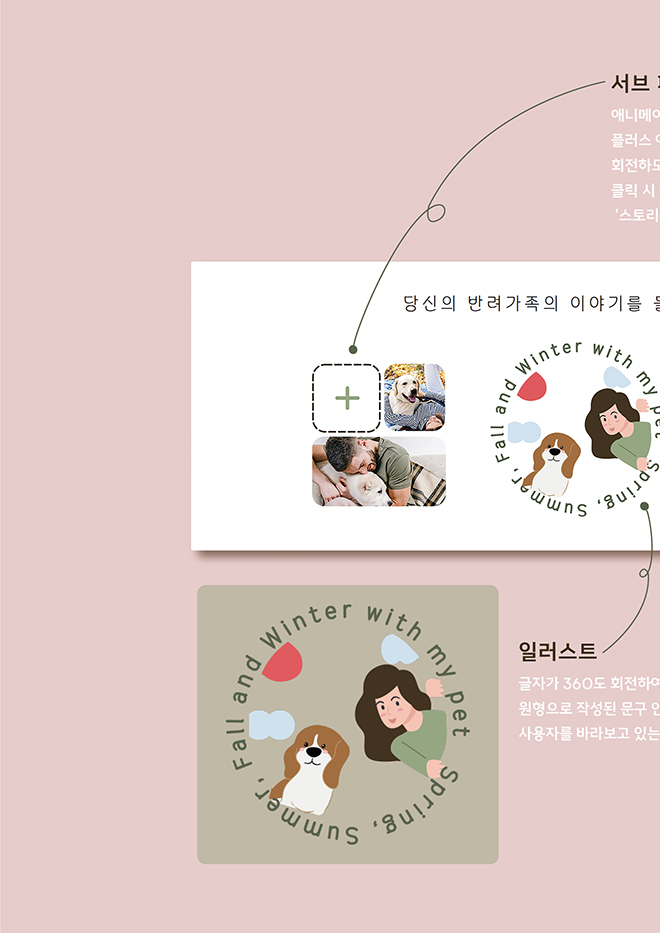 서브
애니메이
플러스
회전하도
클릭 시
'스토리
당신의 반려가족의 이야기를
Spring, Summer, Fall and Winter with my pet
일러스트
글자가 360도 회전하여
원형으로 작성된 문구 안
사용자를 바라보고 있는
Spring, Summer, Fall and Winter with my pet